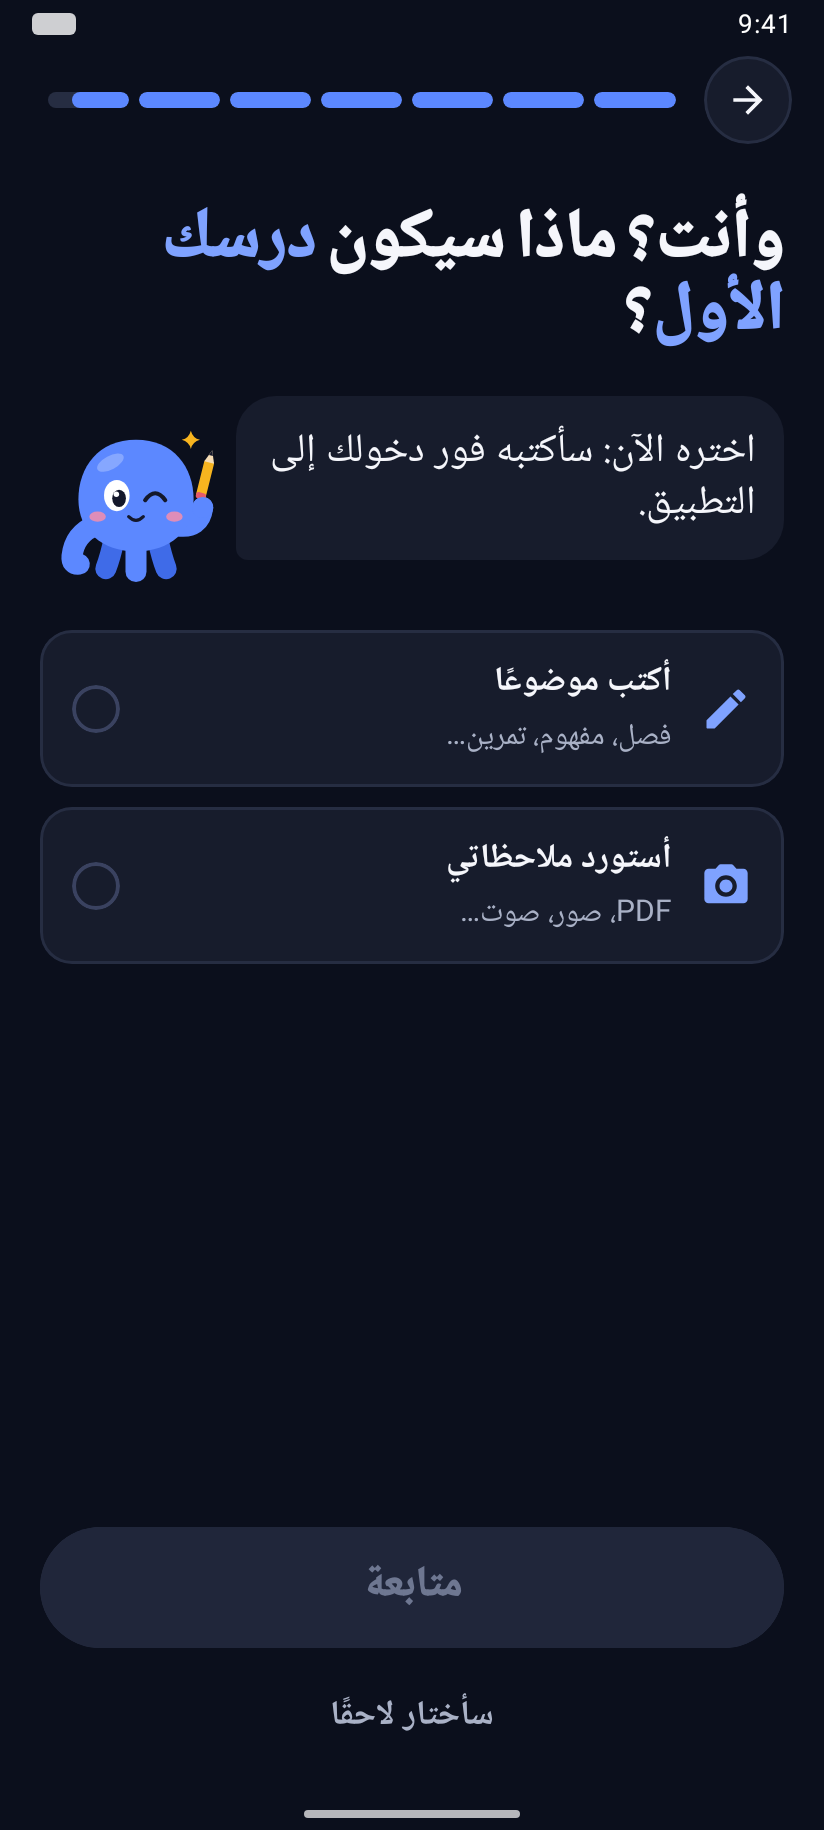 9:41
وأنت؟ ماذا سيكون درسك
الأول؟
اختره الآن: سأكتبه فور دخولك إلى
التطبيق.
أكتب موضوعًا
فصل، مفهوم، تمرين...
أستورد ملاحظاتي
PDF، صور، صوت...
متابعة
سأختار لاحقًا